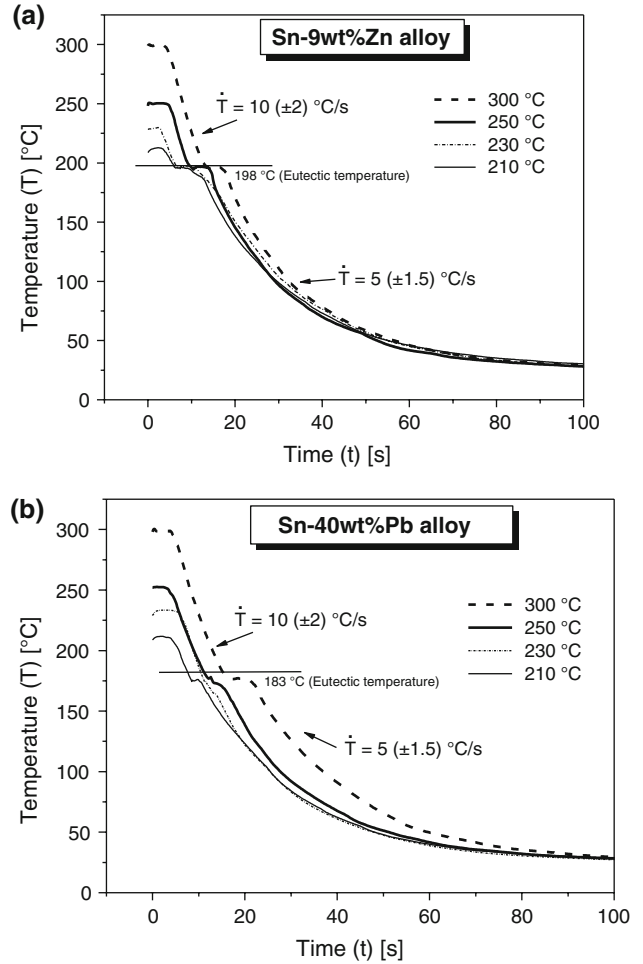 (a)
Sn-9wt%Zn alloy
300
250
200
150
100
50
0
Temperature (T) [°C]
Ṫ = 10 (±2) °C/s
300 °C
250 °C
230 °C
210 °C
198 °C (Eutectic temperature)
Ṫ = 5 (±1.5) °C/s
0 20 40 60 80 100
Time (t) [s]
(b)
Sn-40wt%Pb alloy
300
250
200
150
100
50
0
Temperature (T) [°C]
Ṫ = 10 (±2) °C/s
300 °C
250 °C
230 °C
210 °C
183 °C (Eutectic temperature)
Ṫ = 5 (±1.5) °C/s
0 20 40 60 80 100
Time (t) [s]